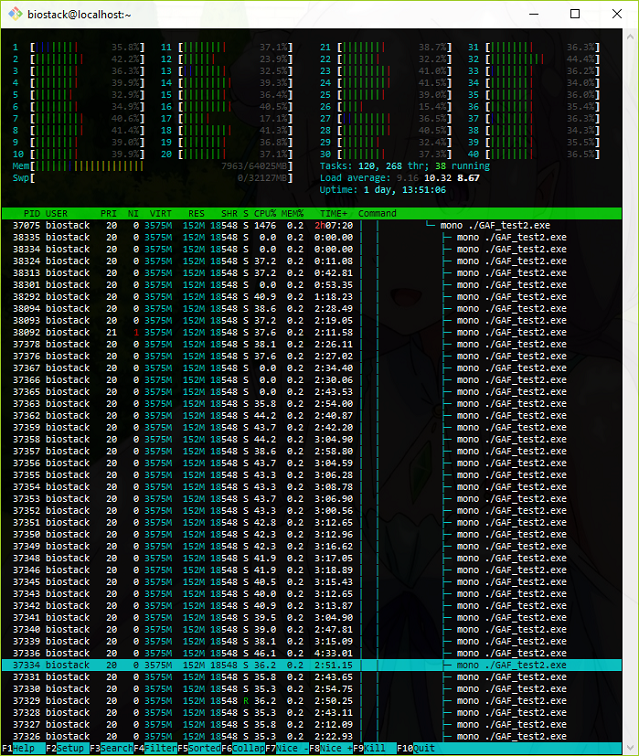 biostack@localhost:~
1 [ 35.8%] 11 [ 37.1%] 21 [ 38.7%] 31 [ 36.3%]
2 [ 42.2%] 12 [ 23.9%] 22 [ 32.2%] 32 [ 44.4%]
3 [ 36.3%] 13 [ 32.5%] 23 [ 41.0%] 33 [ 36.2%]
4 [ 39.9%] 14 [ 39.3%] 24 [ 41.5%] 34 [ 34.0%]
5 [ 32.9%] 15 [ 36.4%] 25 [ 39.0%] 35 [ 36.0%]
6 [ 34.9%] 16 [ 40.5%] 26 [ 15.4%] 36 [ 35.4%]
7 [ 40.6%] 17 [ 17.1%] 27 [ 36.5%] 37 [ 36.3%]
8 [ 41.4%] 18 [ 41.3%] 28 [ 40.5%] 38 [ 34.3%]
9 [ 39.0%] 19 [ 36.8%] 29 [ 32.4%] 39 [ 35.5%]
10 [ 39.9%] 20 [ 37.1%] 30 [ 37.3%] 40 [ 36.5%]
Mem[ 7963/64025MB] Tasks: 120, 268 thr; 38 running
Swp[ 0/32127MB] Load average: 9.16 10.32 8.67
Uptime: 1 day, 13:51:06
PID USER PRI NI VIRT RES SHR S CPU% MEM% TIME+ Command
37075 biostack 20 0 3575M 152M 18548 S 1476 0.2 2h07:20 │ │ └─ mono ./GAF_test2.exe
38335 biostack 20 0 3575M 152M 18548 S 0.0 0.2 0:00.00 │ │ ├─ mono ./GAF_test2.exe
38334 biostack 20 0 3575M 152M 18548 S 0.0 0.2 0:00.00 │ │ ├─ mono ./GAF_test2.exe
38324 biostack 20 0 3575M 152M 18548 S 37.2 0.2 0:11.08 │ │ ├─ mono ./GAF_test2.exe
38313 biostack 20 0 3575M 152M 18548 S 37.2 0.2 0:42.81 │ │ ├─ mono ./GAF_test2.exe
38301 biostack 20 0 3575M 152M 18548 S 0.0 0.2 0:53.35 │ │ ├─ mono ./GAF_test2.exe
38292 biostack 20 0 3575M 152M 18548 S 40.9 0.2 1:18.23 │ │ ├─ mono ./GAF_test2.exe
38094 biostack 20 0 3575M 152M 18548 S 38.6 0.2 2:28.49 │ │ ├─ mono ./GAF_test2.exe
38093 biostack 20 0 3575M 152M 18548 S 37.2 0.2 2:19.09 │ │ ├─ mono ./GAF_test2.exe
38092 biostack 21 1 3575M 152M 18548 S 37.6 0.2 2:11.58 │ │ ├─ mono ./GAF_test2.exe
37378 biostack 20 0 3575M 152M 18548 S 38.1 0.2 2:26.11 │ │ ├─ mono ./GAF_test2.exe
37376 biostack 20 0 3575M 152M 18548 S 37.6 0.2 2:27.02 │ │ ├─ mono ./GAF_test2.exe
37367 biostack 20 0 3575M 152M 18548 S 0.0 0.2 2:34.40 │ │ ├─ mono ./GAF_test2.exe
37366 biostack 20 0 3575M 152M 18548 S 0.0 0.2 2:30.06 │ │ ├─ mono ./GAF_test2.exe
37365 biostack 20 0 3575M 152M 18548 S 0.0 0.2 2:43.53 │ │ ├─ mono ./GAF_test2.exe
37363 biostack 20 0 3575M 152M 18548 S 35.8 0.2 2:54.00 │ │ ├─ mono ./GAF_test2.exe
37362 biostack 20 0 3575M 152M 18548 S 44.2 0.2 2:40.87 │ │ ├─ mono ./GAF_test2.exe
37359 biostack 20 0 3575M 152M 18548 S 43.7 0.2 2:42.20 │ │ ├─ mono ./GAF_test2.exe
37358 biostack 20 0 3575M 152M 18548 S 44.2 0.2 3:04.90 │ │ ├─ mono ./GAF_test2.exe
37357 biostack 20 0 3575M 152M 18548 S 38.6 0.2 2:58.80 │ │ ├─ mono ./GAF_test2.exe
37356 biostack 20 0 3575M 152M 18548 S 43.7 0.2 3:04.59 │ │ ├─ mono ./GAF_test2.exe
37355 biostack 20 0 3575M 152M 18548 S 43.3 0.2 3:06.28 │ │ ├─ mono ./GAF_test2.exe
37354 biostack 20 0 3575M 152M 18548 S 43.3 0.2 3:08.78 │ │ ├─ mono ./GAF_test2.exe
37353 biostack 20 0 3575M 152M 18548 S 43.7 0.2 3:06.90 │ │ ├─ mono ./GAF_test2.exe
37352 biostack 20 0 3575M 152M 18548 S 43.3 0.2 3:00.56 │ │ ├─ mono ./GAF_test2.exe
37351 biostack 20 0 3575M 152M 18548 S 42.8 0.2 3:12.65 │ │ ├─ mono ./GAF_test2.exe
37350 biostack 20 0 3575M 152M 18548 S 42.3 0.2 3:12.96 │ │ ├─ mono ./GAF_test2.exe
37349 biostack 20 0 3575M 152M 18548 S 42.3 0.2 3:16.62 │ │ ├─ mono ./GAF_test2.exe
37348 biostack 20 0 3575M 152M 18548 S 41.9 0.2 3:17.05 │ │ ├─ mono ./GAF_test2.exe
37346 biostack 20 0 3575M 152M 18548 S 41.9 0.2 3:18.89 │ │ ├─ mono ./GAF_test2.exe
37345 biostack 20 0 3575M 152M 18548 S 40.5 0.2 3:15.43 │ │ ├─ mono ./GAF_test2.exe
37343 biostack 20 0 3575M 152M 18548 S 40.0 0.2 3:12.65 │ │ ├─ mono ./GAF_test2.exe
37342 biostack 20 0 3575M 152M 18548 S 40.9 0.2 3:13.87 │ │ ├─ mono ./GAF_test2.exe
37341 biostack 20 0 3575M 152M 18548 S 39.5 0.2 3:04.90 │ │ ├─ mono ./GAF_test2.exe
37340 biostack 20 0 3575M 152M 18548 S 39.0 0.2 2:47.81 │ │ ├─ mono ./GAF_test2.exe
37339 biostack 20 0 3575M 152M 18548 S 38.1 0.2 3:15.09 │ │ ├─ mono ./GAF_test2.exe
37336 biostack 20 0 3575M 152M 18548 S 46.1 0.2 4:33.01 │ │ ├─ mono ./GAF_test2.exe
37334 biostack 20 0 3575M 152M 18548 S 36.2 0.2 2:51.15 │ │ ├─ mono ./GAF_test2.exe
37331 biostack 20 0 3575M 152M 18548 S 35.8 0.2 2:43.65 │ │ ├─ mono ./GAF_test2.exe
37330 biostack 20 0 3575M 152M 18548 S 35.3 0.2 2:54.75 │ │ ├─ mono ./GAF_test2.exe
37329 biostack 20 0 3575M 152M 18548 R 36.2 0.2 2:50.25 │ │ ├─ mono ./GAF_test2.exe
37328 biostack 20 0 3575M 152M 18548 S 35.3 0.2 2:43.11 │ │ ├─ mono ./GAF_test2.exe
37327 biostack 20 0 3575M 152M 18548 S 35.8 0.2 2:12.09 │ │ ├─ mono ./GAF_test2.exe
37326 biostack 20 0 3575M 152M 18548 S 35.3 0.2 2:22.93 │ │ ├─ mono ./GAF_test2.exe
F1Help F2Setup F3SearchF4FilterF5SortedF6CollapF7Nice -F8Nice +F9Kill F10Quit